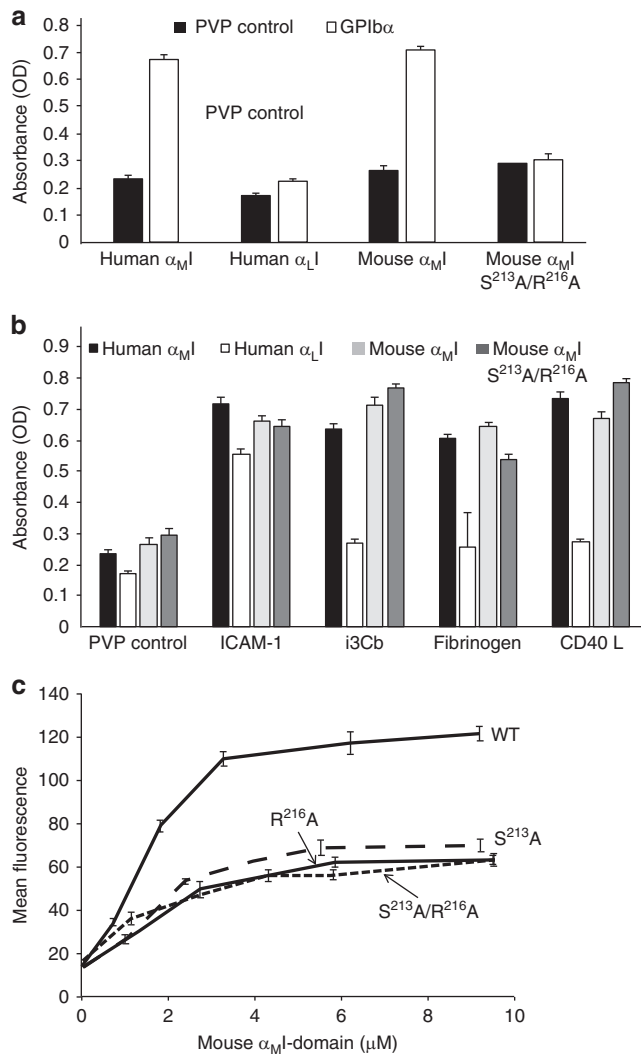 a
PVP control GPIbα
0.8
0.7
0.6
0.5
0.4
0.3
0.2
0.1
0
Absorbance (OD)
PVP control
Human αMI Human αLI Mouse αMI Mouse αMI
S213A/R216A
b
Human αMI Human αLI Mouse αMI Mouse αMI
S213A/R216A
0.9
0.8
0.7
0.6
0.5
0.4
0.3
0.2
0.1
0
Absorbance (OD)
PVP control ICAM-1 i3Cb Fibrinogen CD40 L
c
140
120
100
80
60
40
20
0
Mean fluorescence
WT
R216A
S213A
S213A/R216A
0 2 4 6 8 10
Mouse αMI-domain (μM)